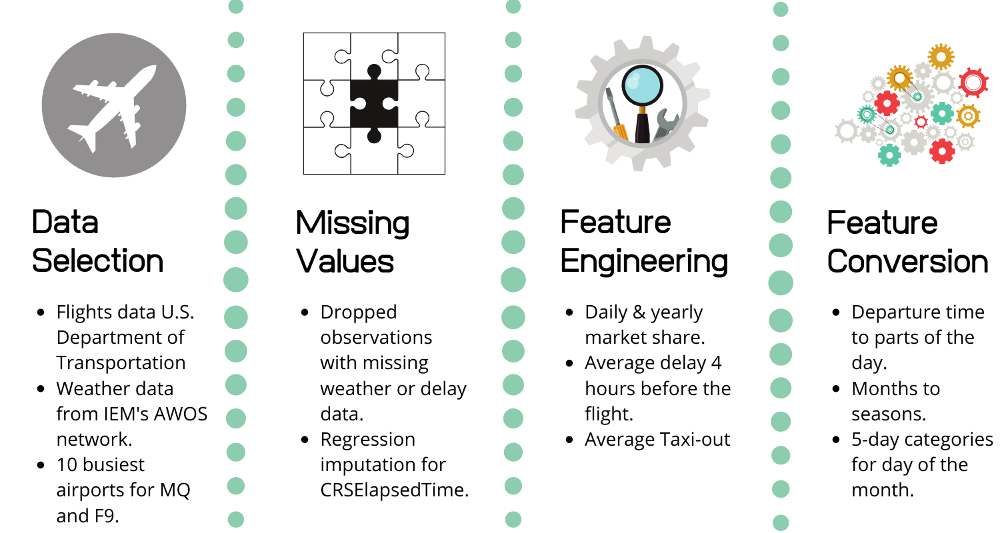 Data
Selection
• Flights data U.S.
Department of
Transportation
• Weather data
from IEM's AWOS
network.
• 10 busiest
airports for MQ
and F9.
Missing
Values
• Dropped
observations
with missing
weather or delay
data.
• Regression
imputation for
CRSElapsedTime.
Feature
Engineering
• Daily & yearly
market share.
• Average delay 4
hours before the
flight.
• Average Taxi-out
Feature
Conversion
• Departure time
to parts of the
day.
• Months to
seasons.
• 5-day categories
for day of the
month.